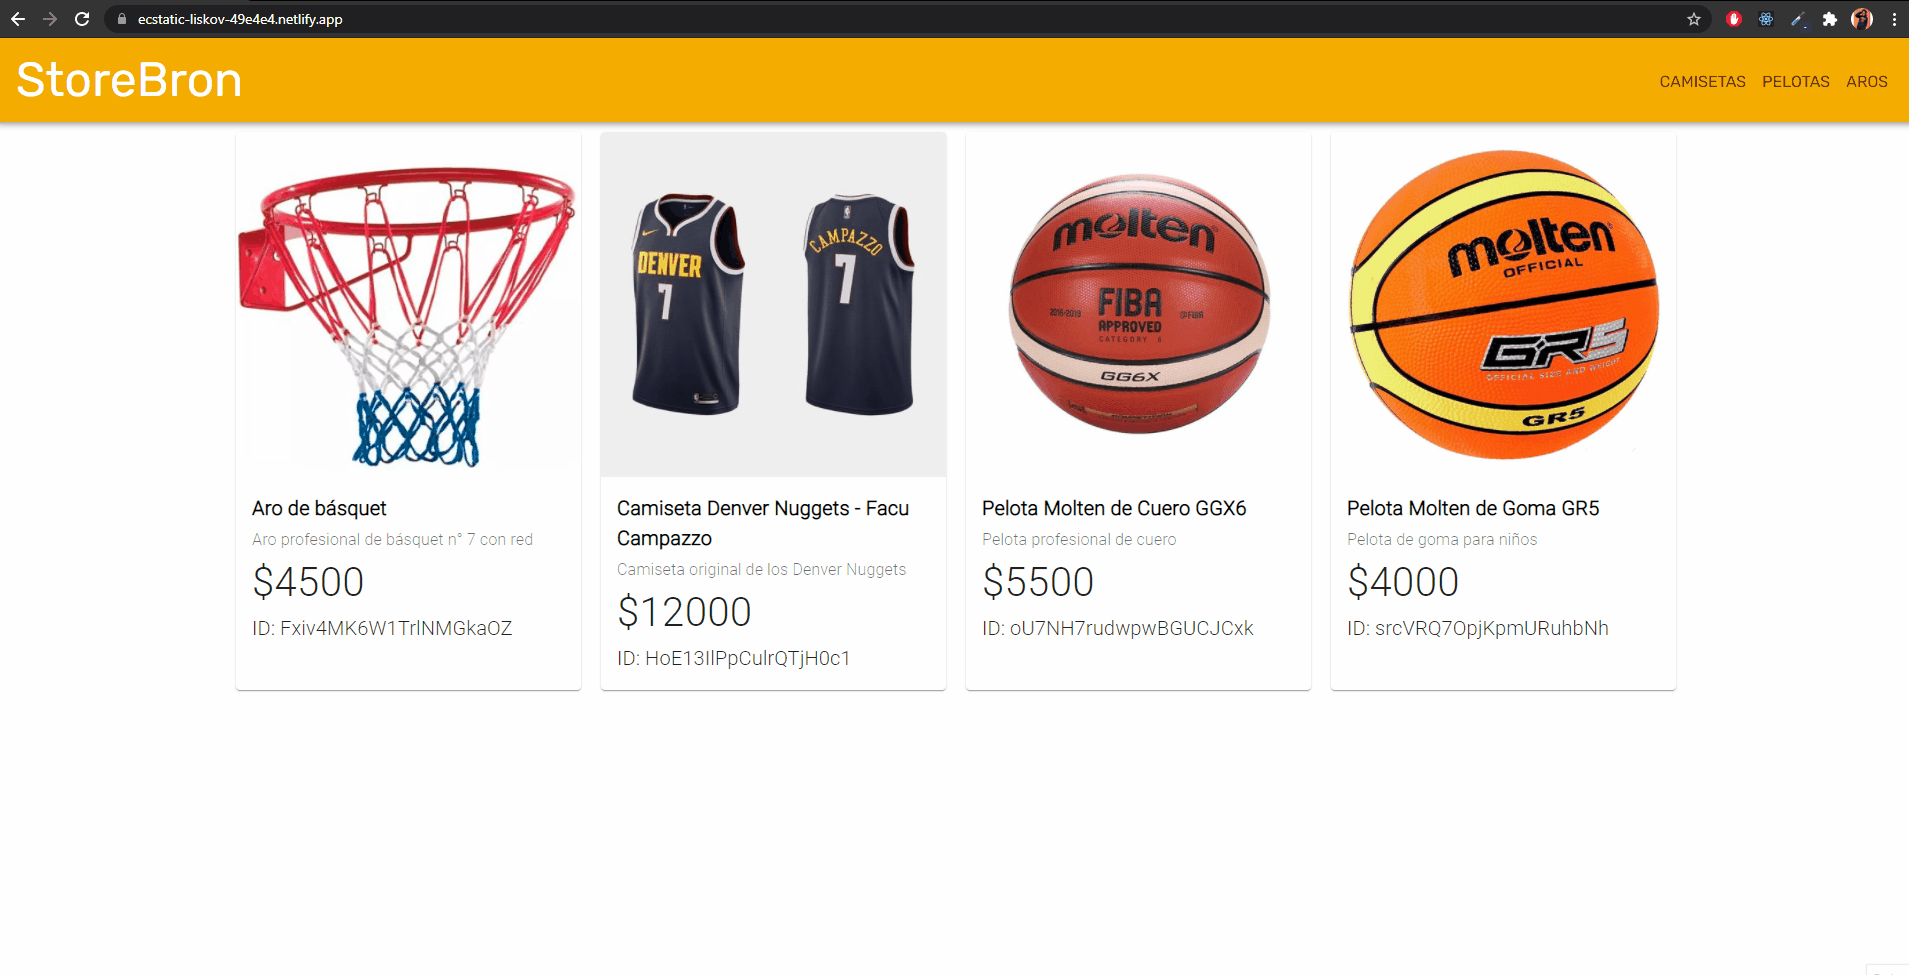 ecstatic-liskov-49e4e4.netlify.app
StoreBron
CAMISETAS PELOTAS AROS
DENVER
7
CAMPAZZO
7
molten
FIBA
APPROVED
CATEGORY 6
GG6X
molten
OFFICIAL
GR5
OFFICIAL SIZE AND WEIGHT
GR5
Aro de básquet
Aro profesional de básquet n° 7 con red
$4500
ID: Fxiv4MK6W1TrlNMGkaOZ
Camiseta Denver Nuggets - Facu
Campazzo
Camiseta original de los Denver Nuggets
$12000
ID: HoE13IlPpCulrQTjH0c1
Pelota Molten de Cuero GGX6
Pelota profesional de cuero
$5500
ID: oU7NH7rudwpwBGUCJCxk
Pelota Molten de Goma GR5
Pelota de goma para niños
$4000
ID: srcVRQ7OpjKpmURuhbNh